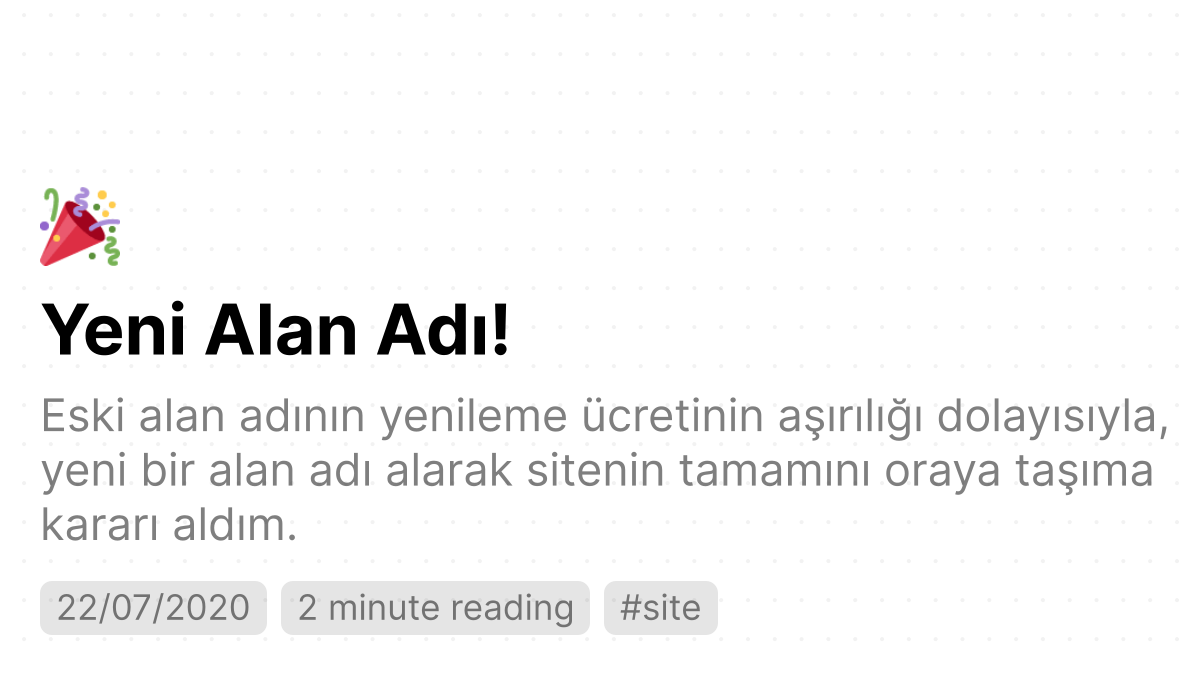 Yeni Alan Adı!
Eski alan adının yenileme ücretinin aşırılığı dolayısıyla,
yeni bir alan adı alarak sitenin tamamını oraya taşıma
kararı aldım.
22/07/2020 2 minute reading #site